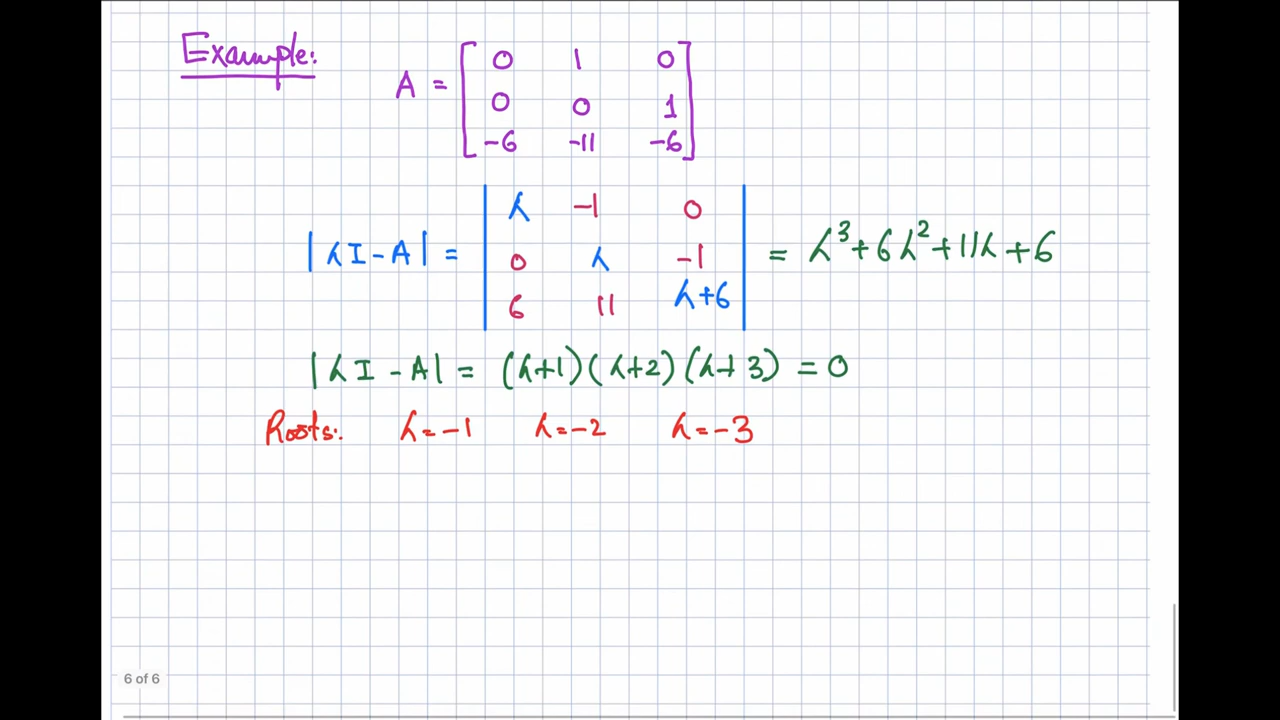 Example:
A = [ 0 1 0
0 0 1
-6 -11 -6 ]
|λI - A| = | λ -1 0
0 λ -1
6 11 λ+6 | = λ³ + 6λ² + 11λ + 6
|λI - A| = (λ+1)(λ+2)(λ+3) = 0
Roots: λ = -1 λ = -2 λ = -3
6 of 6